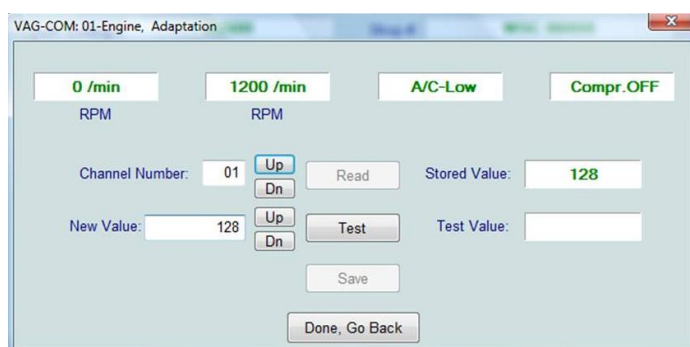 VAG-COM: 01-Engine, Adaptation
0 /min 1200 /min A/C-Low Compr.OFF
RPM RPM
Channel Number: 01 Up Read Stored Value: 128
Dn
New Value: 128 Up Test Test Value:
Dn
Save
Done, Go Back